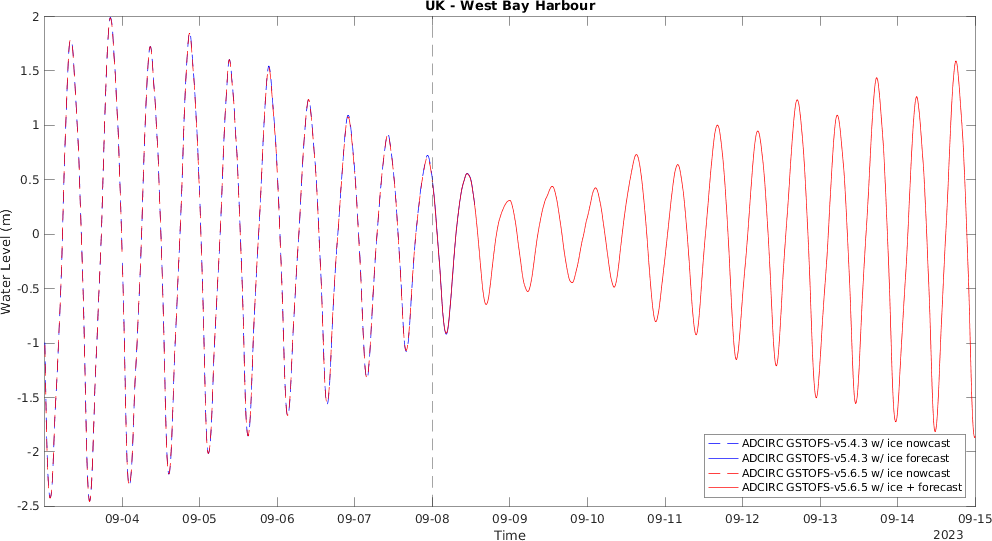 UK - West Bay Harbour
2
1.5
1
0.5
0
-0.5
-1
-1.5
-2
-2.5
Water Level (m)
ADCIRC GSTOFS-v5.4.3 w/ ice nowcast
ADCIRC GSTOFS-v5.4.3 w/ ice forecast
ADCIRC GSTOFS-v5.6.5 w/ ice nowcast
ADCIRC GSTOFS-v5.6.5 w/ ice + forecast
09-04 09-05 09-06 09-07 09-08 09-09 09-10 09-11 09-12 09-13 09-14 09-15
Time
2023